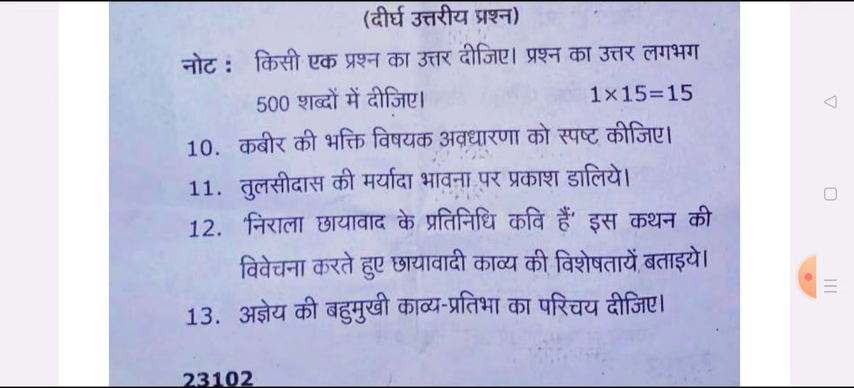 (दीर्घ उत्तरीय प्रश्न)
नोट : किसी एक प्रश्न का उत्तर दीजिए। प्रश्न का उत्तर लगभग
500 शब्दों में दीजिए। 1×15=15
10. कबीर की भक्ति विषयक अवधारणा को स्पष्ट कीजिए।
11. तुलसीदास की मर्यादा भावना पर प्रकाश डालिये।
12. 'निराला छायावाद के प्रतिनिधि कवि हैं' इस कथन की
विवेचना करते हुए छायावादी काव्य की विशेषतायें बताइये।
13. अज्ञेय की बहुमुखी काव्य-प्रतिभा का परिचय दीजिए।
23102